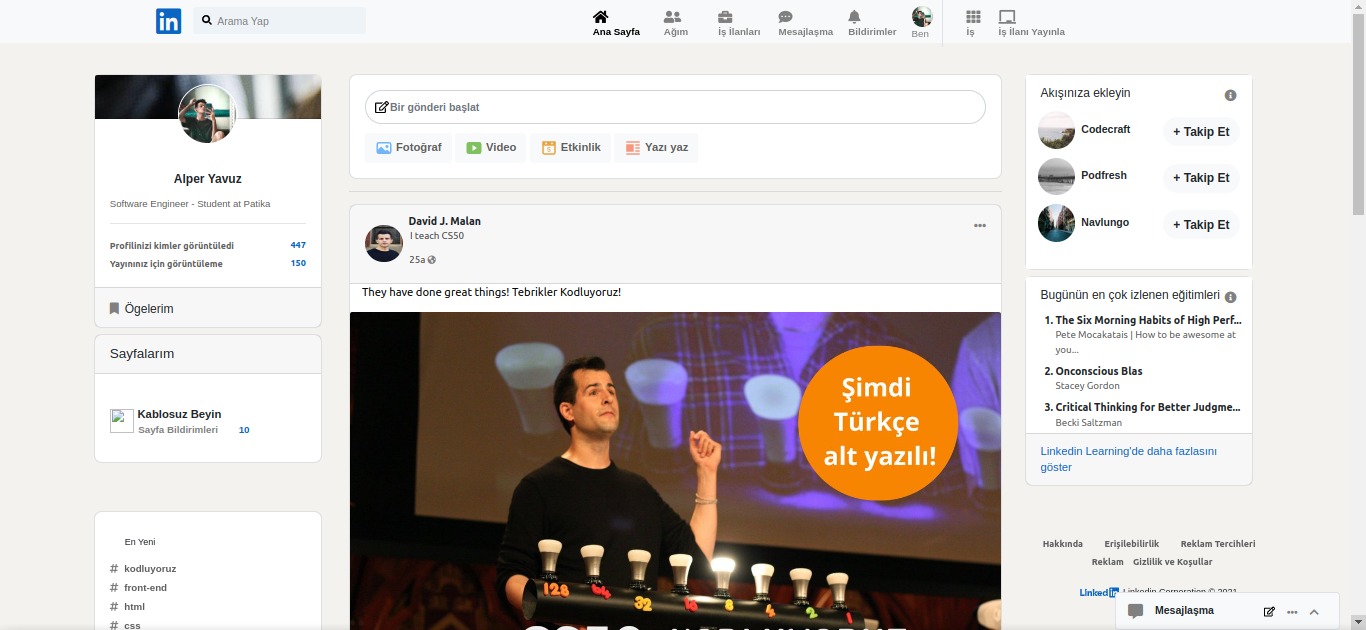 in
Arama Yap
Ana Sayfa
Ağım
İş İlanları
Mesajlaşma
Bildirimler
Ben
İş
İş İlanı Yayınla
Alper Yavuz
Software Engineer - Student at Patika
Profilinizi kimler görüntüledi 447
Yayınınız için görüntüleme 150
Ögelerim
Sayfalarım
Kablosuz Beyin
Sayfa Bildirimleri 10
En Yeni
# kodluyoruz
# front-end
# html
# css
Bir gönderi başlat
Fotoğraf
Video
Etkinlik
Yazı yaz
David J. Malan
I teach CS50
25a
They have done great things! Tebrikler Kodluyoruz!
Şimdi
Türkçe
alt yazılı!
128
64
32
16
8
4
2
1
Akışınıza ekleyin
Codecraft
+ Takip Et
Podfresh
+ Takip Et
Navlungo
+ Takip Et
Bugünün en çok izlenen eğitimleri
1. The Six Morning Habits of High Perf...
Pete Mocakatais | How to be awesome at
you...
2. Onconscious Blas
Stacey Gordon
3. Critical Thinking for Better Judgme...
Becki Saltzman
Linkedin Learning'de daha fazlasını
göster
Hakkında
Erişilebilirlik
Reklam Tercihleri
Reklam
Gizlilik ve Koşullar
Linkedin Linkedin Corporation © 2021
Mesajlaşma